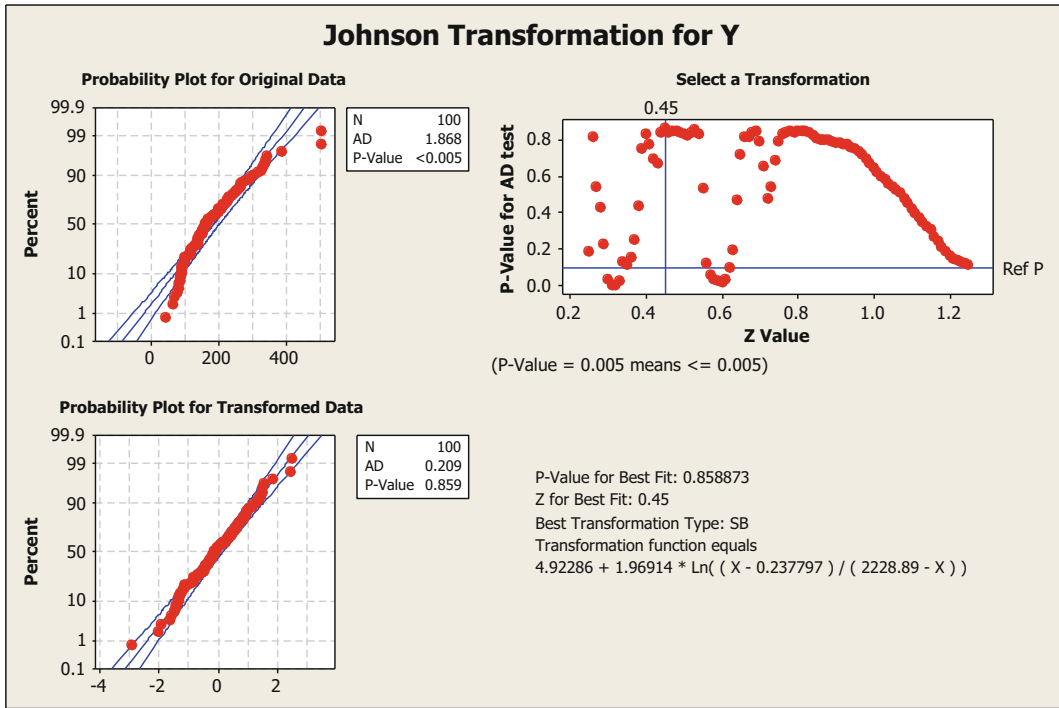 Johnson Transformation for Y
Probability Plot for Original Data
Percent
99.9
99
90
50
10
1
0.1
0 200 400
N 100
AD 1.868
P-Value <0.005
Select a Transformation
0.45
P-Value for AD test
0.8
0.6
0.4
0.2
0.0
Ref P
0.2 0.4 0.6 0.8 1.0 1.2
Z Value
(P-Value = 0.005 means <= 0.005)
Probability Plot for Transformed Data
Percent
99.9
99
90
50
10
1
0.1
-4 -2 0 2
N 100
AD 0.209
P-Value 0.859
P-Value for Best Fit: 0.858873
Z for Best Fit: 0.45
Best Transformation Type: SB
Transformation function equals
4.92286 + 1.96914 * Ln( ( X - 0.237797 ) / ( 2228.89 - X ) )